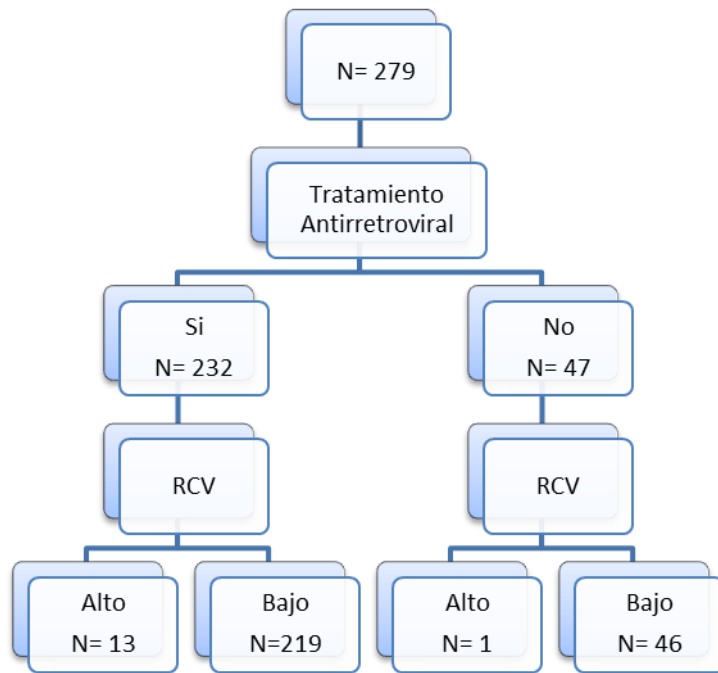 N= 279
Tratamiento
Antirretroviral
Si
N= 232
No
N= 47
RCV
RCV
Alto
N= 13
Bajo
N=219
Alto
N= 1
Bajo
N= 46